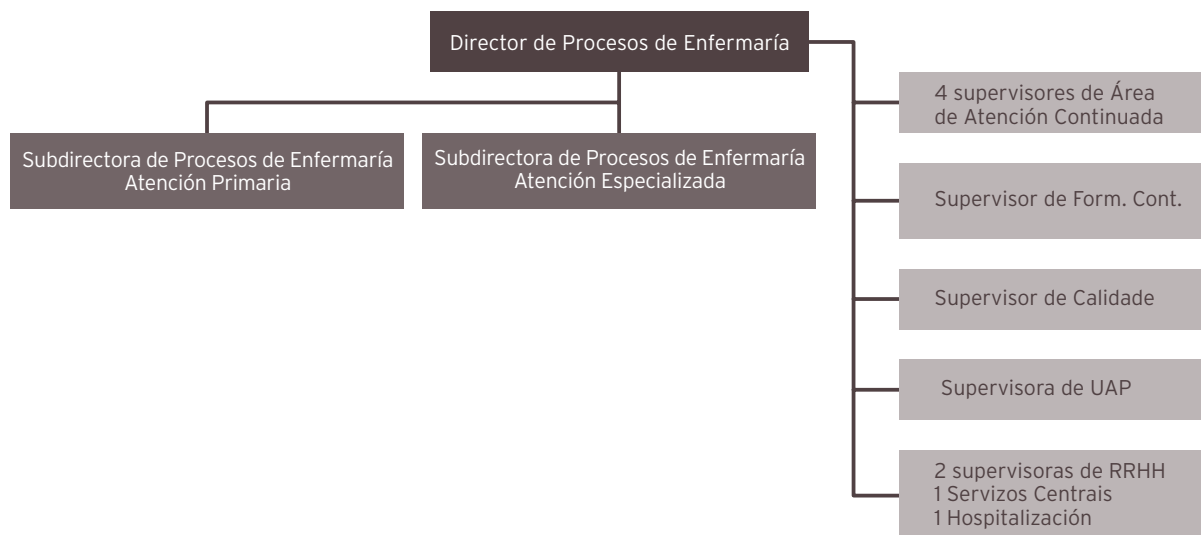 Director de Procesos de Enfermaría
Subdirectora de Procesos de Enfermaría
Atención Primaria
Subdirectora de Procesos de Enfermaría
Atención Especializada
4 supervisores de Área
de Atención Continuada
Supervisor de Form. Cont.
Supervisor de Calidade
Supervisora de UAP
2 supervisoras de RRHH
1 Servizos Centrais
1 Hospitalización